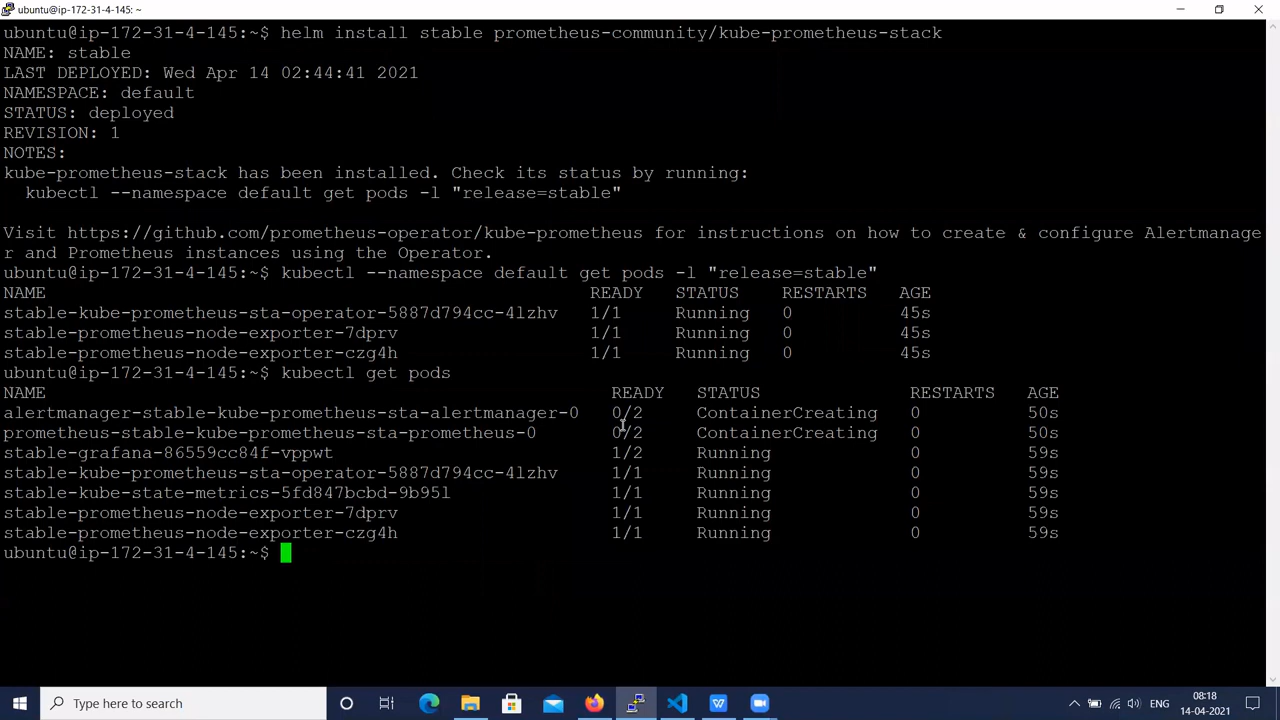 ubuntu@ip-172-31-4-145: ~
ubuntu@ip-172-31-4-145:~$ helm install stable prometheus-community/kube-prometheus-stack
NAME: stable
LAST DEPLOYED: Wed Apr 14 02:44:41 2021
NAMESPACE: default
STATUS: deployed
REVISION: 1
NOTES:
kube-prometheus-stack has been installed. Check its status by running:
  kubectl --namespace default get pods -l "release=stable"
Visit https://github.com/prometheus-operator/kube-prometheus for instructions on how to create & configure Alertmanage
r and Prometheus instances using the Operator.
ubuntu@ip-172-31-4-145:~$ kubectl --namespace default get pods -l "release=stable"
NAME READY STATUS RESTARTS AGE
stable-kube-prometheus-sta-operator-5887d794cc-4lzhv 1/1 Running 0 45s
stable-prometheus-node-exporter-7dprv 1/1 Running 0 45s
stable-prometheus-node-exporter-czg4h 1/1 Running 0 45s
ubuntu@ip-172-31-4-145:~$ kubectl get pods
NAME READY STATUS RESTARTS AGE
alertmanager-stable-kube-prometheus-sta-alertmanager-0 0/2 ContainerCreating 0 50s
prometheus-stable-kube-prometheus-sta-prometheus-0 0/2 ContainerCreating 0 50s
stable-grafana-86559cc84f-vppwt 1/2 Running 0 59s
stable-kube-prometheus-sta-operator-5887d794cc-4lzhv 1/1 Running 0 59s
stable-kube-state-metrics-5fd847bcbd-9b95l 1/1 Running 0 59s
stable-prometheus-node-exporter-7dprv 1/1 Running 0 59s
stable-prometheus-node-exporter-czg4h 1/1 Running 0 59s
ubuntu@ip-172-31-4-145:~$
Type here to search
ENG
08:18
14-04-2021